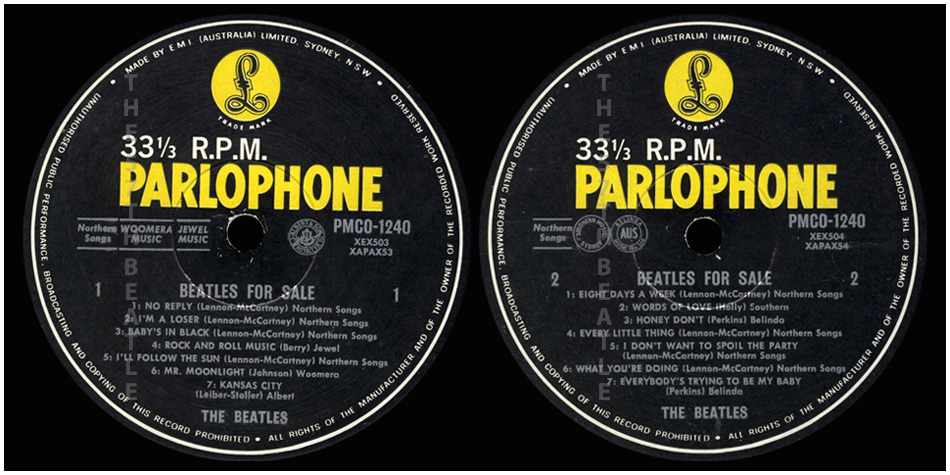 MADE BY E.M.I. (AUSTRALIA) LIMITED, SYDNEY, N.S.W. •
UNAUTHORISED PUBLIC PERFORMANCE, BROADCASTING AND COPYING OF THIS RECORD PROHIBITED • ALL RIGHTS OF THE MANUFACTURER AND OF THE OWNER OF THE RECORDED WORK RESERVED
£
TRADE MARK
33⅓ R.P.M.
PARLOPHONE
Northern Songs
WOOMERA MUSIC
JEWEL MUSIC
PMCO-1240
XEX503
XAPAX53
1
BEATLES FOR SALE
1
1: NO REPLY (Lennon-McCartney) Northern Songs
2: I'M A LOSER (Lennon-McCartney) Northern Songs
3: BABY'S IN BLACK (Lennon-McCartney) Northern Songs
4: ROCK AND ROLL MUSIC (Berry) Jewel
5: I'LL FOLLOW THE SUN (Lennon-McCartney) Northern Songs
6: MR. MOONLIGHT (Johnson) Woomera
7: KANSAS CITY
(Leiber-Stoller) Albert
THE BEATLES
MADE BY E.M.I. (AUSTRALIA) LIMITED, SYDNEY, N.S.W. •
UNAUTHORISED PUBLIC PERFORMANCE, BROADCASTING AND COPYING OF THIS RECORD PROHIBITED • ALL RIGHTS OF THE MANUFACTURER AND OF THE OWNER OF THE RECORDED WORK RESERVED
£
TRADE MARK
33⅓ R.P.M.
PARLOPHONE
Northern Songs
SYDNEY
BELINDA
AUS
PMCO-1240
XEX504
XAPAX54
2
BEATLES FOR SALE
2
1: EIGHT DAYS A WEEK (Lennon-McCartney) Northern Songs
2: WORDS OF LOVE (Holly) Southern
3: HONEY DON'T (Perkins) Belinda
4: EVERY LITTLE THING (Lennon-McCartney) Northern Songs
5: I DON'T WANT TO SPOIL THE PARTY
(Lennon-McCartney) Northern Songs
6: WHAT YOU'RE DOING (Lennon-McCartney) Northern Songs
7: EVERYBODY'S TRYING TO BE MY BABY
(Perkins) Belinda
THE BEATLES